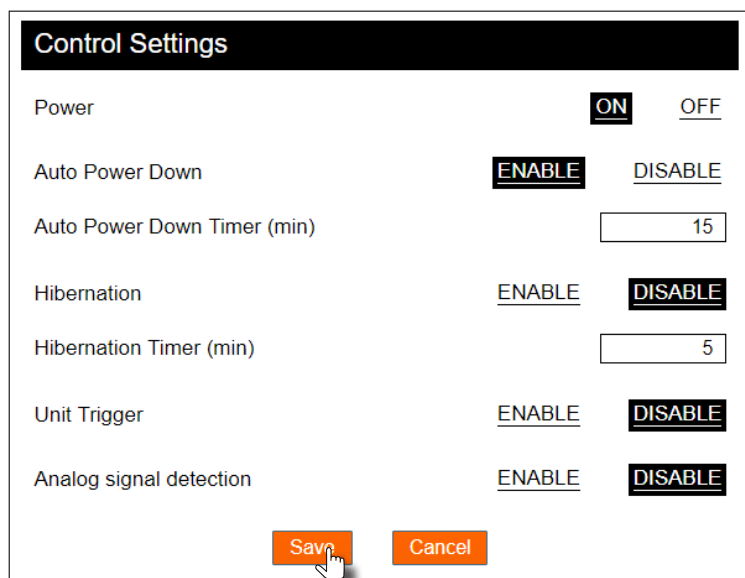 Control Settings
Power ON OFF
Auto Power Down ENABLE DISABLE
Auto Power Down Timer (min) 15
Hibernation ENABLE DISABLE
Hibernation Timer (min) 5
Unit Trigger ENABLE DISABLE
Analog signal detection ENABLE DISABLE
Save Cancel